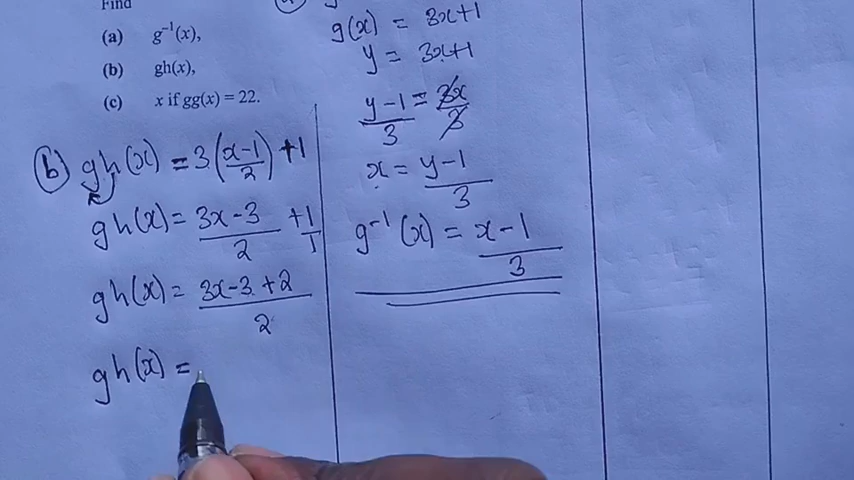 Find
(a) g⁻¹(x),
(b) gh(x),
(c) x if gg(x) = 22.
g(x) = 3x+1
y = 3x+1
y-1/3 = 3x/3
x = y-1/3
g⁻¹(x) = x-1/3
(b) gh(x) = 3(x-1/2) +1
gh(x) = 3x-3/2 + 1/1
gh(x) = 3x-3+2/2
gh(x) =